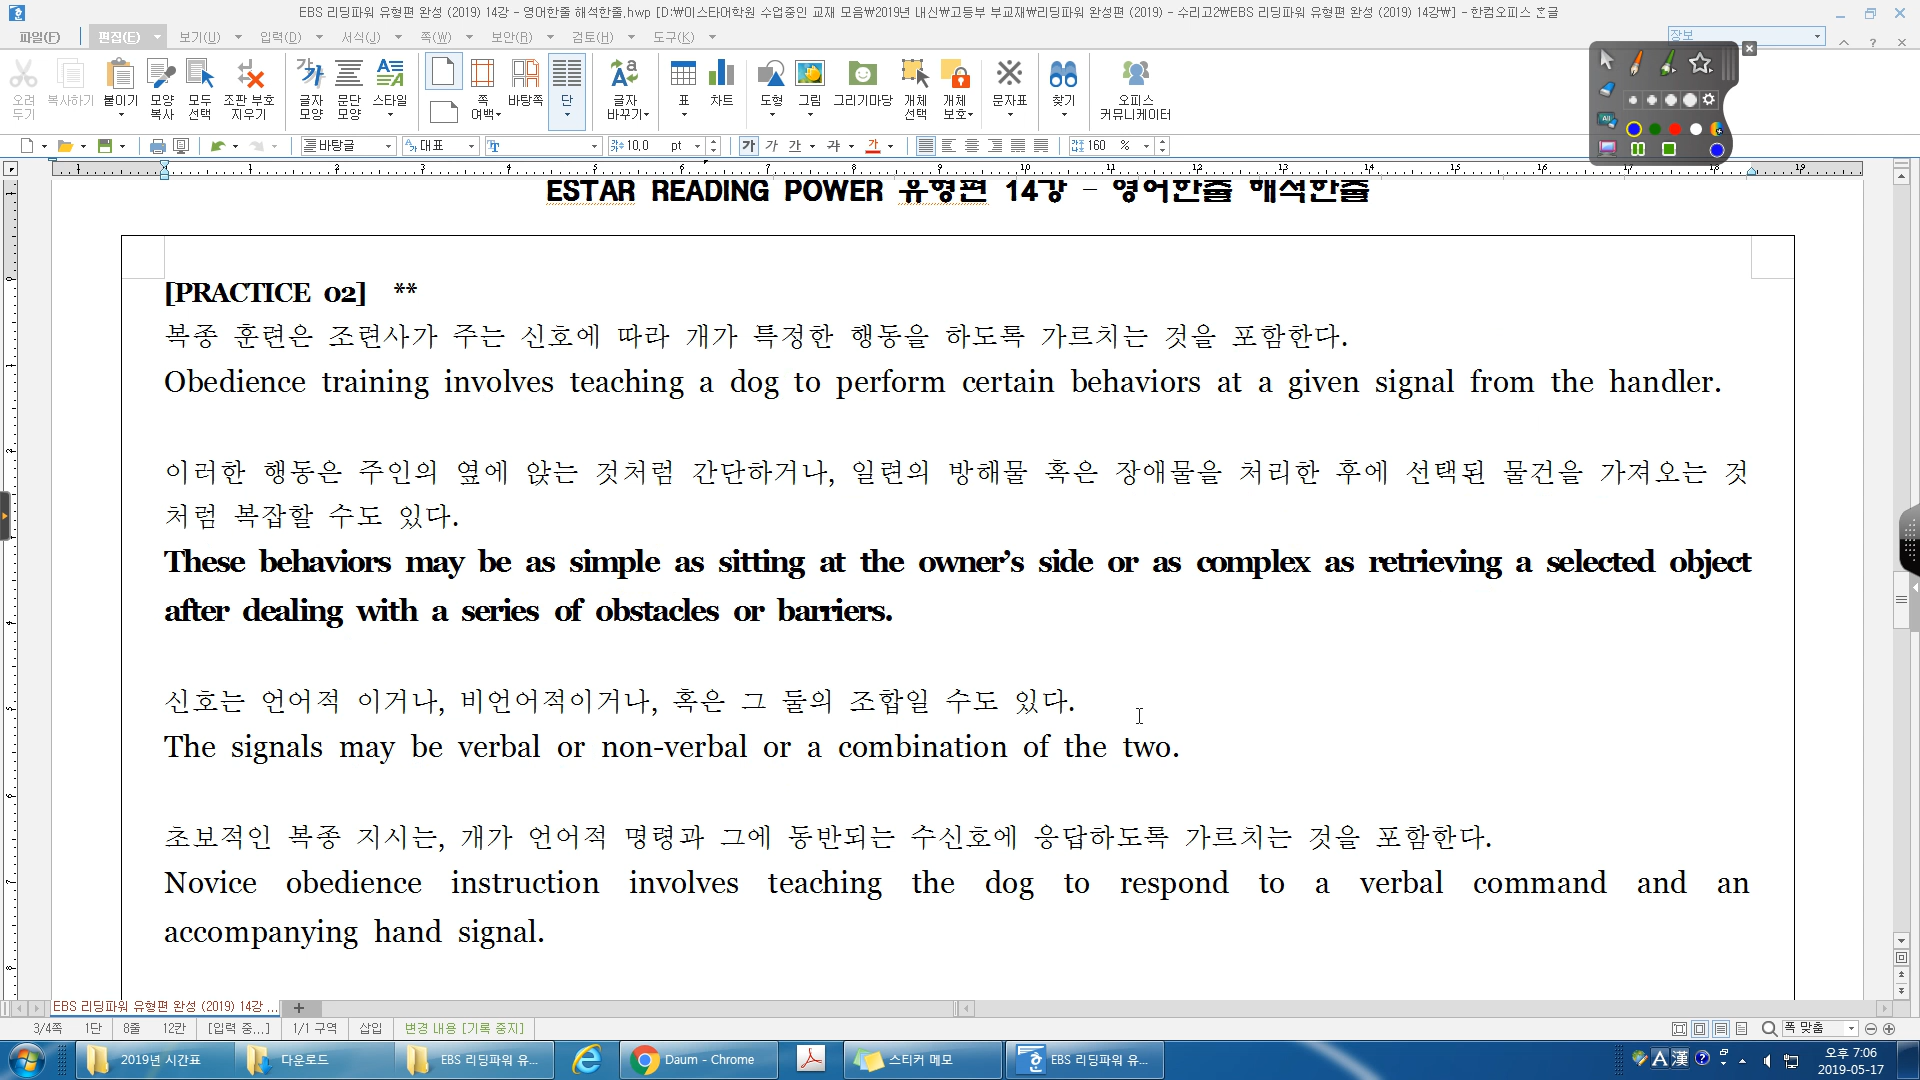 EBS 리딩파워 유형편 완성 (2019) 14강 - 영어한줄 해석한줄.hwp [D:₩이스타어학원 수업중인 교재 모음₩2019년 내신₩고등부 부교재₩리딩파워 완성편 (2019) - 수리고2₩EBS 리딩파워 유형편 완성 (2019) 14강₩] - 한컴오피스 흔글
파일(F) 편집(E) 보기(U) 입력(D) 서식(J) 쪽(W) 보안(R) 검토(H) 도구(K) 장보
오려 두기 복사하기 붙이기 모양 복사 모두 선택 조판 부호 지우기 글자 모양 문단 모양 스타일 쪽 여백 바탕쪽 단 글자 바꾸기 표 차트 도형 그림 그리기마당 개체 선택 개체 보호 문자표 찾기 오피스 커뮤니케이터
바탕글 대표 10,0 pt 가 가 가 가 가 160 %
ESTAR READING POWER 유형편 14강 - 영어한줄 해석한줄
[PRACTICE 02] **
복종 훈련은 조련사가 주는 신호에 따라 개가 특정한 행동을 하도록 가르치는 것을 포함한다.
Obedience training involves teaching a dog to perform certain behaviors at a given signal from the handler.
이러한 행동은 주인의 옆에 앉는 것처럼 간단하거나, 일련의 방해물 혹은 장애물을 처리한 후에 선택된 물건을 가져오는 것
처럼 복잡할 수도 있다.
These behaviors may be as simple as sitting at the owner's side or as complex as retrieving a selected object
after dealing with a series of obstacles or barriers.
신호는 언어적 이거나, 비언어적이거나, 혹은 그 둘의 조합일 수도 있다.
The signals may be verbal or non-verbal or a combination of the two.
초보적인 복종 지시는, 개가 언어적 명령과 그에 동반되는 수신호에 응답하도록 가르치는 것을 포함한다.
Novice obedience instruction involves teaching the dog to respond to a verbal command and an
accompanying hand signal.
EBS 리딩파워 유형편 완성 (2019) 14강 ...
3/4쪽 1단 8줄 12칸 [입력 중...] 1/1 구역 삽입 변경 내용 [기록 중지] 폭 맞춤
2019년 시간표 다운로드 EBS 리딩파워 유... Daum - Chrome 스티커 메모 EBS 리딩파워 유... A 漢 오후 7:06
2019-05-17